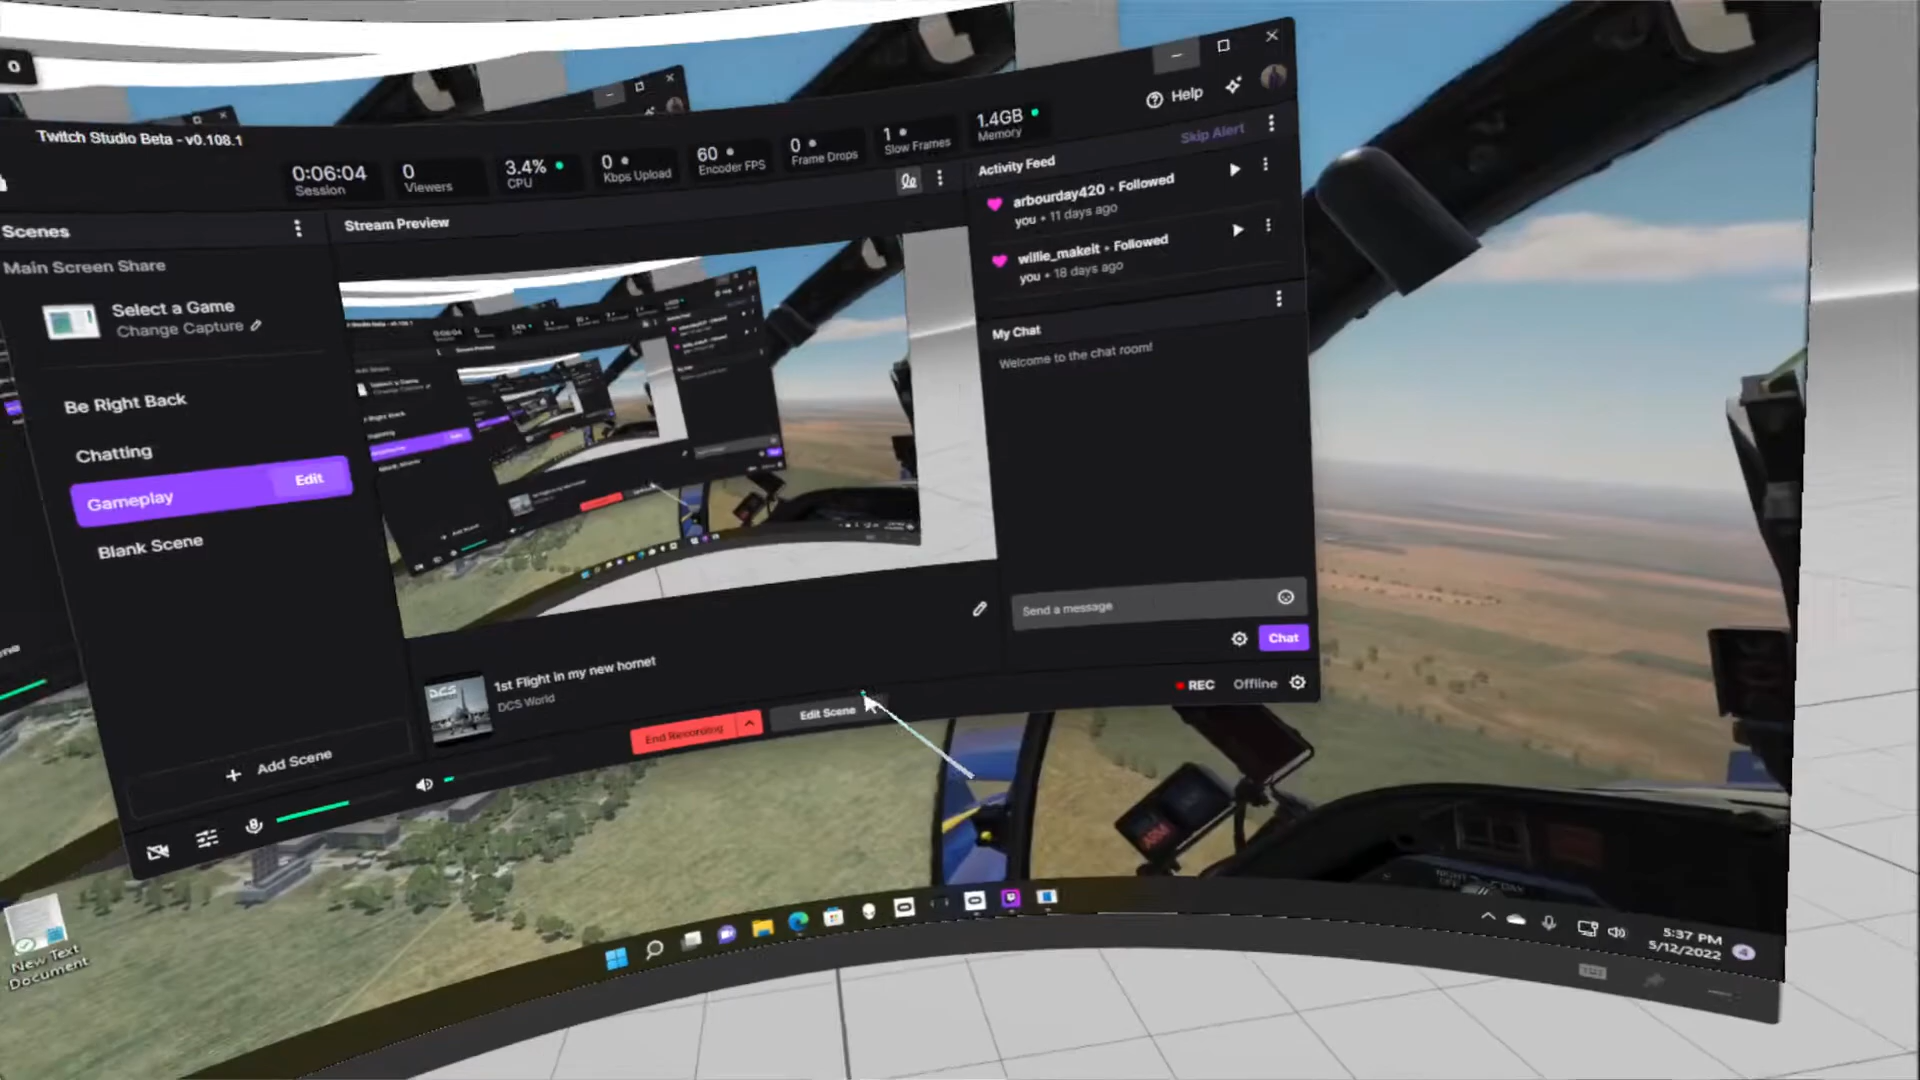 Twitch Studio Beta - v0.108.1
Help
0:06:04
Session
0
Viewers
3.4%
CPU
0
Kbps Upload
60
Encoder FPS
0
Frame Drops
1
Slow Frames
1.4GB
Memory
Scenes
Main Screen Share
Select a Game
Change Capture
Be Right Back
Chatting
Gameplay
Edit
Blank Scene
Add Scene
Stream Preview
1st Flight in my new hornet
DCS World
DCS
End Recording
Edit Scene
Activity Feed
Skip Alert
arbourday420 • Followed
you • 11 days ago
willie_makeit • Followed
you • 18 days ago
My Chat
Welcome to the chat room!
Send a message
Chat
REC
Offline
New Text
Document
5:37 PM
5/12/2022
4